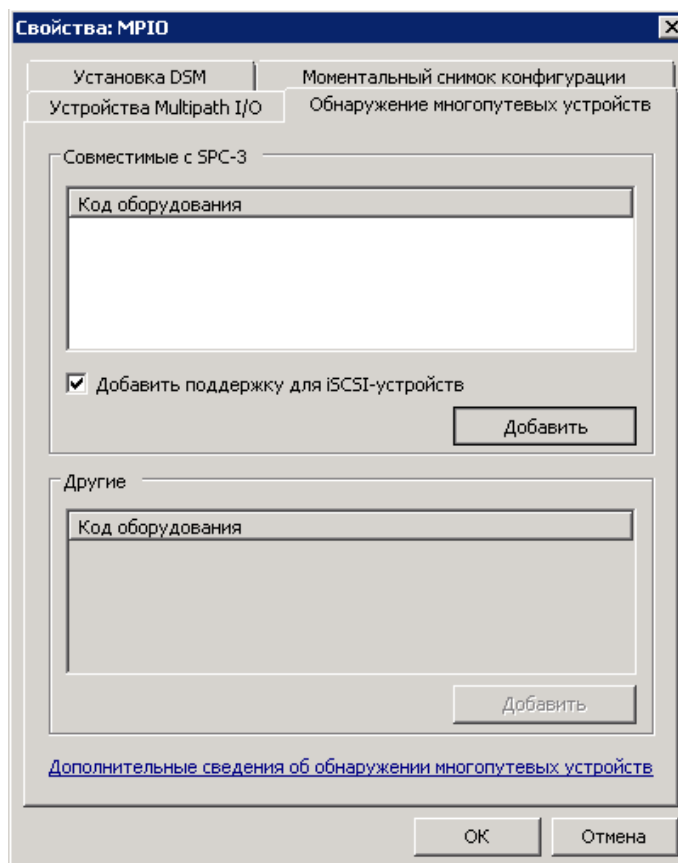 Свойства: MPIO
Установка DSM
Моментальный снимок конфигурации
Устройства Multipath I/O
Обнаружение многопутевых устройств
Совместимые с SPC-3
Код оборудования
Добавить поддержку для iSCSI-устройств
Добавить
Другие
Код оборудования
Добавить
Дополнительные сведения об обнаружении многопутевых устройств
ОК
Отмена